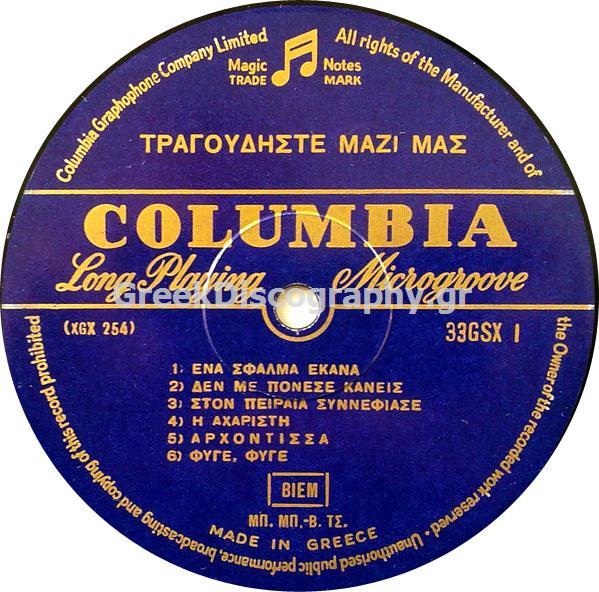 Columbia Graphophone Company Limited
Magic Notes
TRADE MARK
All rights of the Manufacturer and of
the Owner of the recorded work reserved • Unauthorised public performance, broadcasting and copying of this record prohibited
ΤΡΑΓΟΥΔΗΣΤΕ ΜΑΖΙ ΜΑΣ
COLUMBIA
Long Playing Microgroove
GreekDiscography.gr
(XGX 254)
33GSX 1
1) ΕΝΑ ΣΦΑΛΜΑ ΕΚΑΝΑ
2) ΔΕΝ ΜΕ ΠΟΝΕΣΕ ΚΑΝΕΙΣ
3) ΣΤΟΝ ΠΕΙΡΑΙΑ ΣΥΝΝΕΦΙΑΣΕ
4) Η ΑΧΑΡΙΣΤΗ
5) ΑΡΧΟΝΤΙΣΣΑ
6) ΦΥΓΕ, ΦΥΓΕ
BIEM
ΜΠ. ΜΠ.-Β. ΤΣ.
MADE IN GREECE